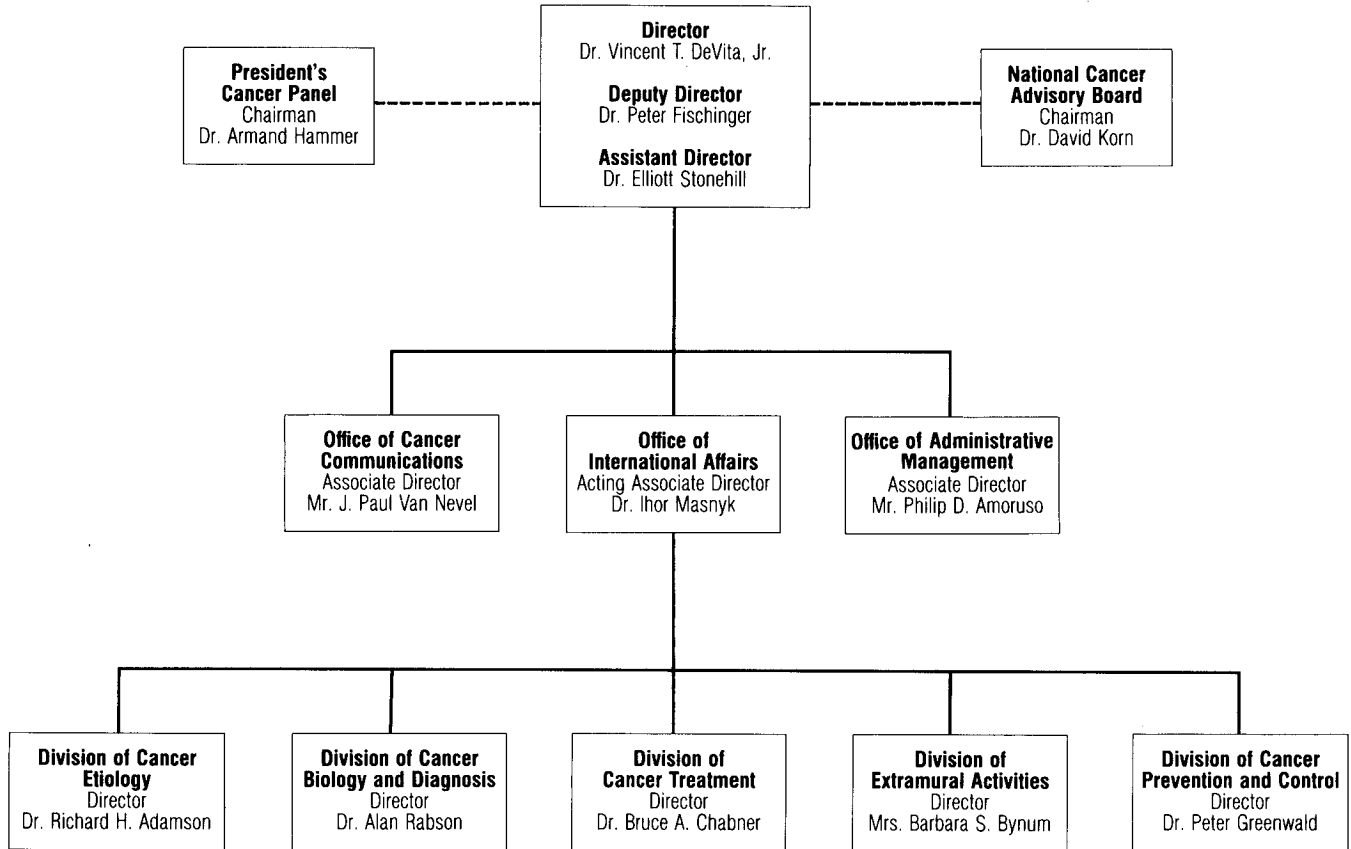 Director
Dr. Vincent T. DeVita, Jr.
Deputy Director
Dr. Peter Fischinger
Assistant Director
Dr. Elliott Stonehill
President's
Cancer Panel
Chairman
Dr. Armand Hammer
National Cancer
Advisory Board
Chairman
Dr. David Korn
Office of Cancer
Communications
Associate Director
Mr. J. Paul Van Nevel
Office of
International Affairs
Acting Associate Director
Dr. Ihor Masnyk
Office of Administrative
Management
Associate Director
Mr. Philip D. Amoruso
Division of Cancer
Etiology
Director
Dr. Richard H. Adamson
Division of Cancer
Biology and Diagnosis
Director
Dr. Alan Rabson
Division of
Cancer Treatment
Director
Dr. Bruce A. Chabner
Division of
Extramural Activities
Director
Mrs. Barbara S. Bynum
Division of Cancer
Prevention and Control
Director
Dr. Peter Greenwald